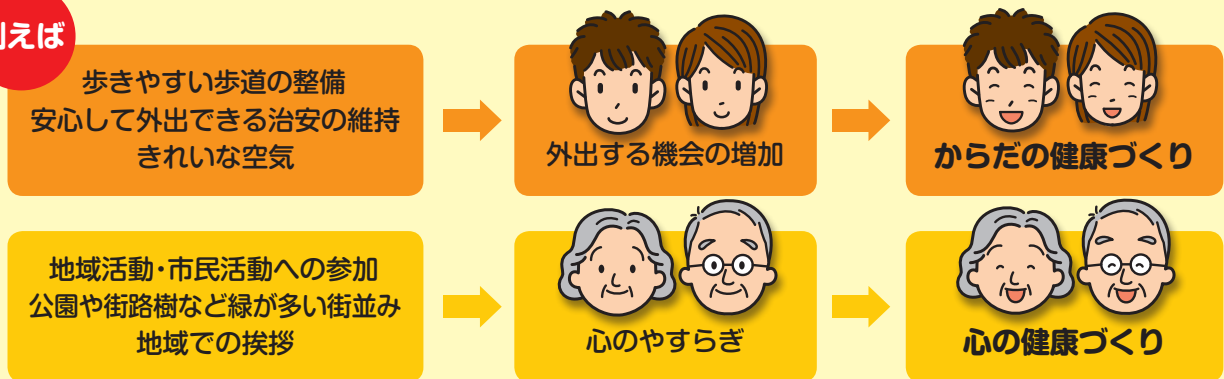 例えば
歩きやすい歩道の整備
安心して外出できる治安の維持
きれいな空気
外出する機会の増加
からだの健康づくり
地域活動・市民活動への参加
公園や街路樹など緑が多い街並み
地域での挨拶
心のやすらぎ
心の健康づくり